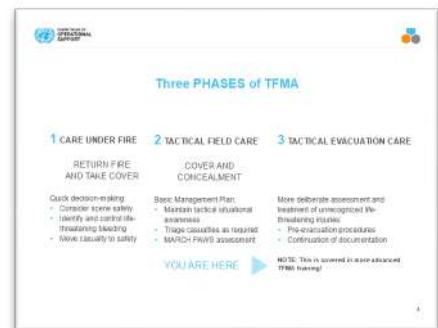 DEPARTMENT OF
OPERATIONAL
SUPPORT
Three PHASES of TFMA
1 CARE UNDER FIRE
RETURN FIRE
AND TAKE COVER
Quick decision-making:
• Consider scene safety
• Identify and control life-
threatening bleeding
• Move casualty to safety
2 TACTICAL FIELD CARE
COVER AND
CONCEALMENT
Basic Management Plan:
• Maintain tactical situational
awareness
• Triage casualties as required
• MARCH PAWS assessment
YOU ARE HERE
3 TACTICAL EVACUATION CARE
More deliberate assessment and
treatment of unrecognized life-
threatening injuries:
• Pre-evacuation procedures
• Continuation of documentation
NOTE: This is covered in more advanced
TFMA training!